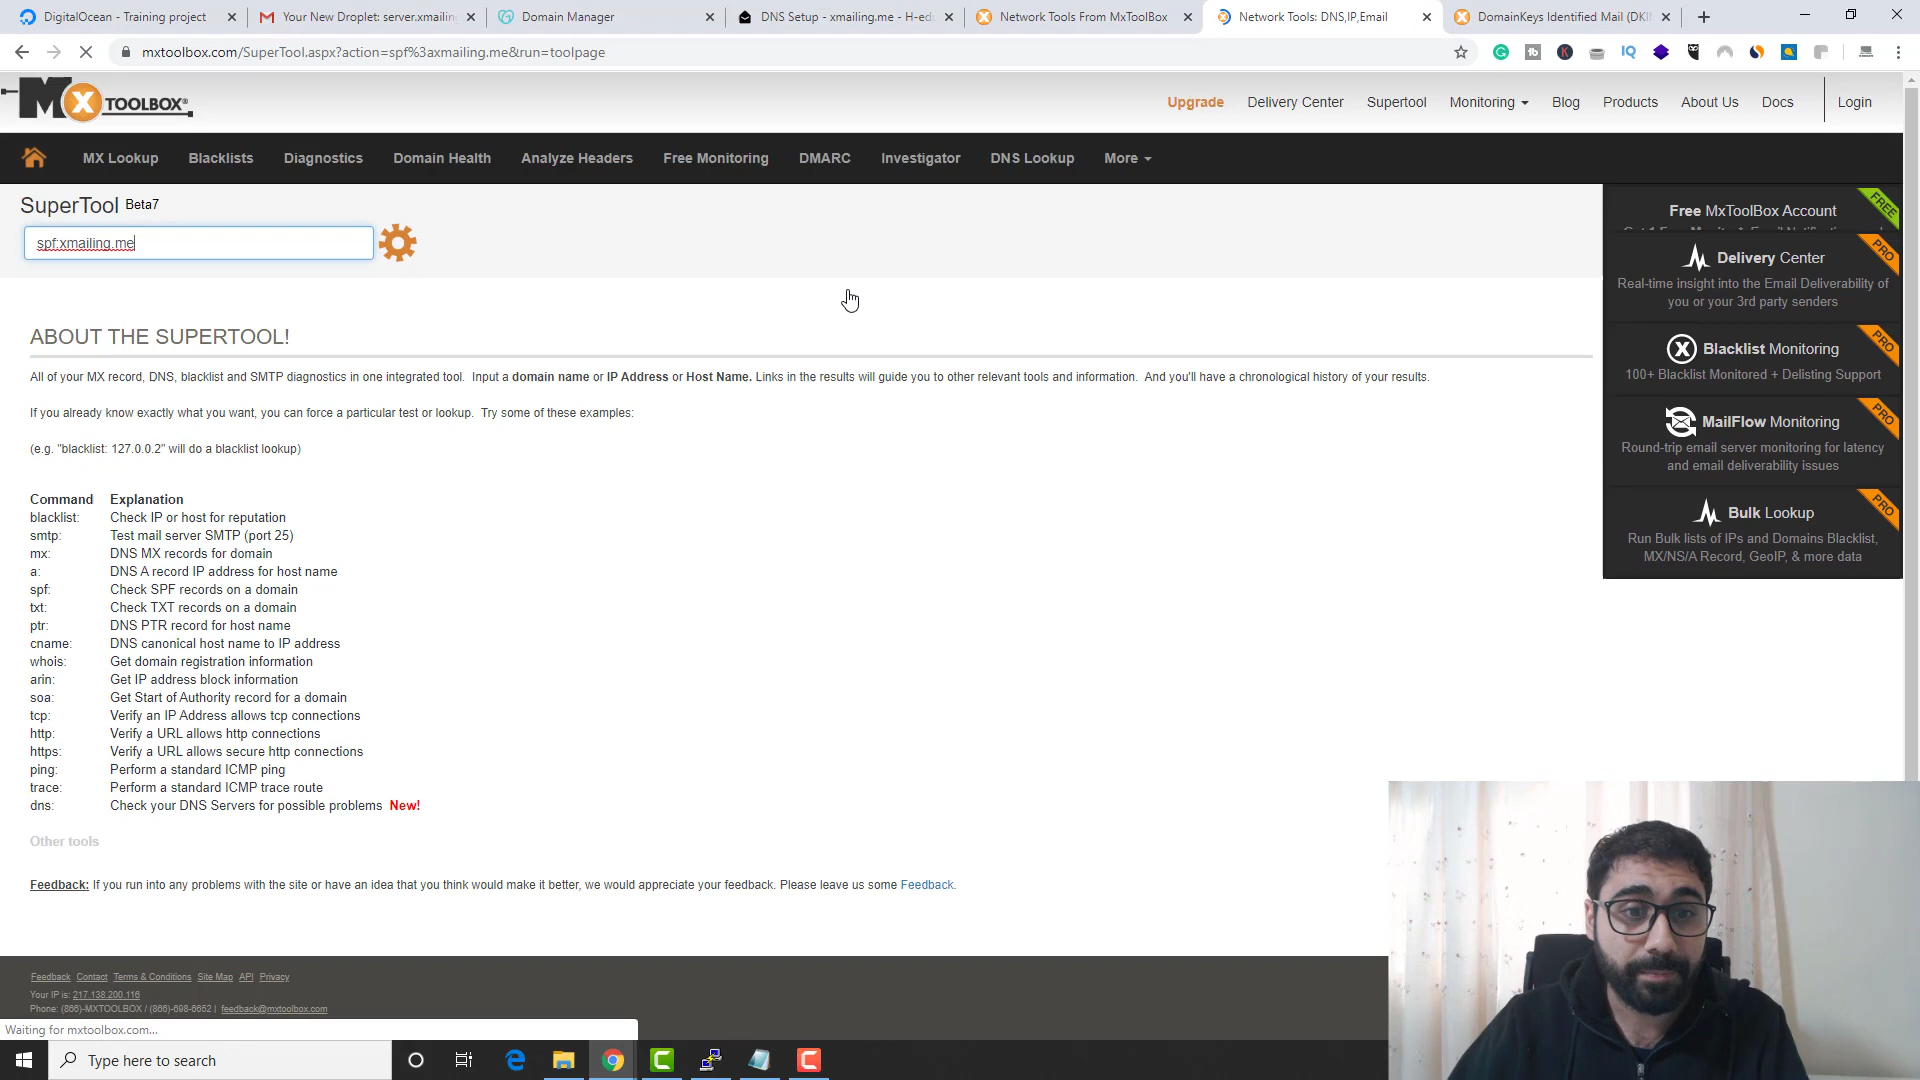 DigitalOcean - Training project
Your New Droplet: server.xmailin
Domain Manager
DNS Setup - xmailing.me - H-ed
Network Tools From MxToolBox
Network Tools: DNS,IP,Email
DomainKeys Identified Mail (DKI
mxtoolbox.com/SuperTool.aspx?action=spf%3axmailing.me&run=toolpage
MX TOOLBOX®
Upgrade
Delivery Center
Supertool
Monitoring
Blog
Products
About Us
Docs
Login
MX Lookup
Blacklists
Diagnostics
Domain Health
Analyze Headers
Free Monitoring
DMARC
Investigator
DNS Lookup
More
SuperTool Beta7
spf:xmailing.me
FREE
Free MxToolBox Account
PRO
Delivery Center
Real-time insight into the Email Deliverability of
you or your 3rd party senders
PRO
Blacklist Monitoring
100+ Blacklist Monitored + Delisting Support
PRO
MailFlow Monitoring
Round-trip email server monitoring for latency
and email deliverability issues
PRO
Bulk Lookup
Run Bulk lists of IPs and Domains Blacklist,
MX/NS/A Record, GeoIP, & more data
ABOUT THE SUPERTOOL!
All of your MX record, DNS, blacklist and SMTP diagnostics in one integrated tool. Input a domain name or IP Address or Host Name. Links in the results will guide you to other relevant tools and information. And you'll have a chronological history of your results.
If you already know exactly what you want, you can force a particular test or lookup. Try some of these examples:
(e.g. "blacklist: 127.0.0.2" will do a blacklist lookup)
Command Explanation
blacklist: Check IP or host for reputation
smtp: Test mail server SMTP (port 25)
mx: DNS MX records for domain
a: DNS A record IP address for host name
spf: Check SPF records on a domain
txt: Check TXT records on a domain
ptr: DNS PTR record for host name
cname: DNS canonical host name to IP address
whois: Get domain registration information
arin: Get IP address block information
soa: Get Start of Authority record for a domain
tcp: Verify an IP Address allows tcp connections
http: Verify a URL allows http connections
https: Verify a URL allows secure http connections
ping: Perform a standard ICMP ping
trace: Perform a standard ICMP trace route
dns: Check your DNS Servers for possible problems New!
Other tools
Feedback: If you run into any problems with the site or have an idea that you think would make it better, we would appreciate your feedback. Please leave us some Feedback.
Feedback Contact Terms & Conditions Site Map API Privacy
Your IP is: 217.138.200.116
Phone: (866)-MXTOOLBOX / (866)-698-6652 | feedback@mxtoolbox.com
Waiting for mxtoolbox.com...
Type here to search